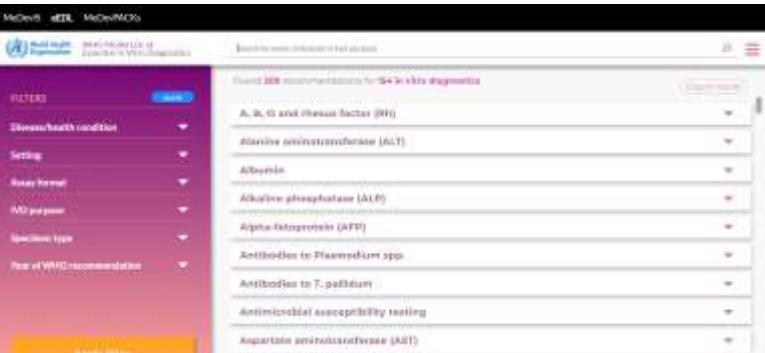 MeDevIS eEDL MeDevPACKs
World Health Organization
WHO Model List of Essential In Vitro Diagnostics
Found 209 recommendations for 154 in vitro diagnostics
FILTERS
A, B, O and rhesus factor (Rh)
Disease/health condition
Alanine aminotransferase (ALT)
Setting
Albumin
Assay format
Alkaline phosphatase (ALP)
IVD purpose
Alpha-fetoprotein (AFP)
Specimen type
Antibodies to Plasmodium spp.
Year of WHO recommendation
Antibodies to T. pallidum
Antimicrobial susceptibility testing
Aspartate aminotransferase (AST)